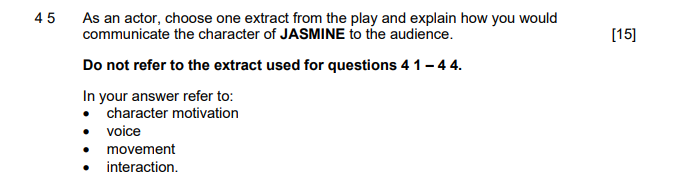 4 5 As an actor, choose one extract from the play and explain how you would
communicate the character of JASMINE to the audience. [15]
Do not refer to the extract used for questions 4 1 – 4 4.
In your answer refer to:
• character motivation
• voice
• movement
• interaction.